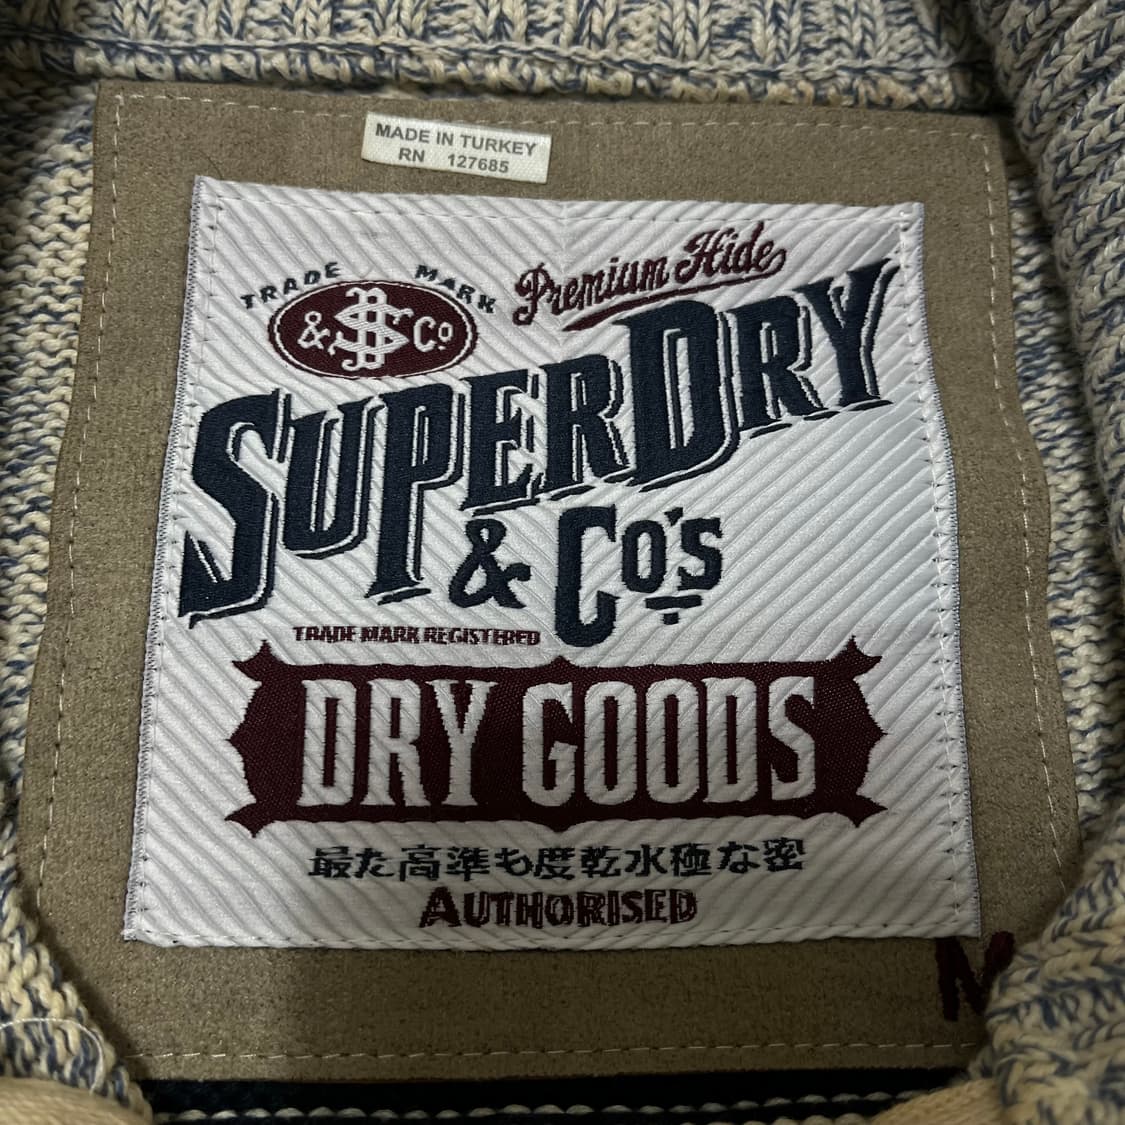 MADE IN TURKEY
RN 127685
TRADE MARK
& S Co
Premium Hide
SUPERDRY
& Co's
TRADE MARK REGISTERED
DRY GOODS
最た高準も度乾水極な密
AUTHORISED
M